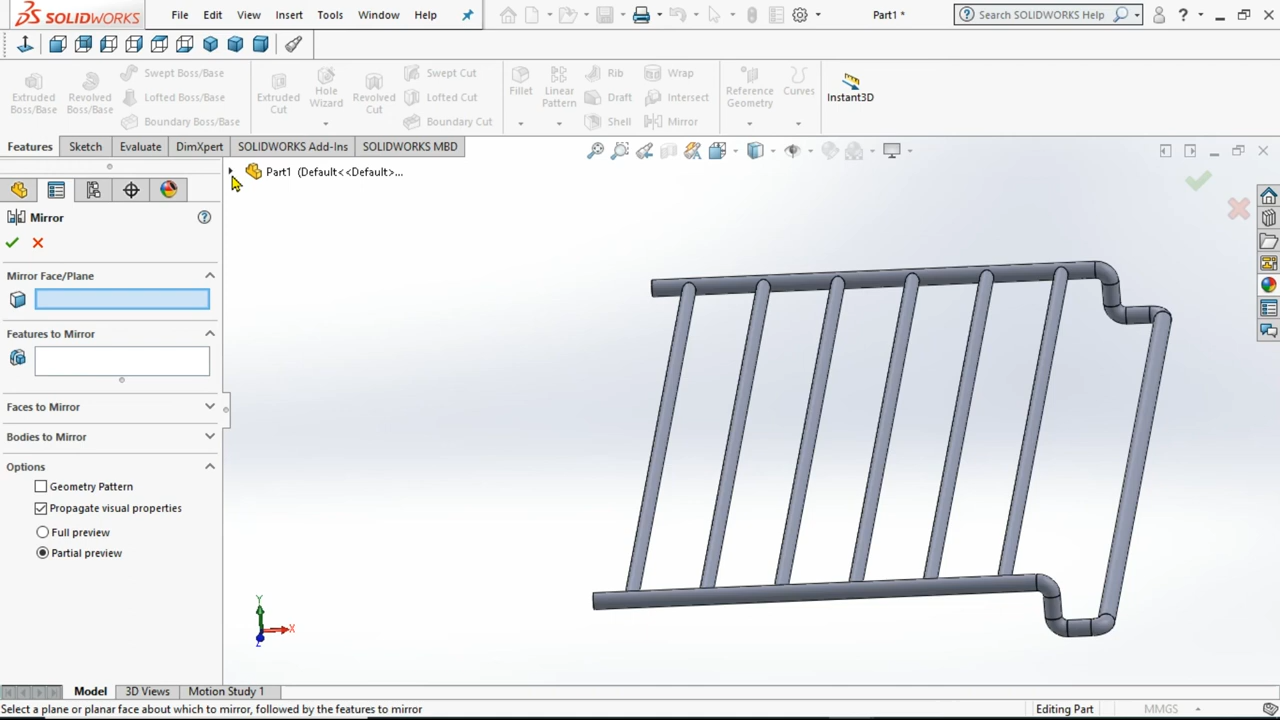 SOLIDWORKS File Edit View Insert Tools Window Help Part1 * Search SOLIDWORKS Help ?
Extruded Boss/Base Revolved Boss/Base Swept Boss/Base Lofted Boss/Base Boundary Boss/Base Extruded Cut Hole Wizard Revolved Cut Swept Cut Lofted Cut Boundary Cut Fillet Linear Pattern Rib Draft Shell Wrap Intersect Mirror Reference Geometry Curves Instant3D
Features Sketch Evaluate DimXpert SOLIDWORKS Add-Ins SOLIDWORKS MBD
Part1 (Default<<Default>...
Mirror ?
Mirror Face/Plane
Features to Mirror
Faces to Mirror
Bodies to Mirror
Options
Geometry Pattern
Propagate visual properties
Full preview
Partial preview
Y
X
Z
Model 3D Views Motion Study 1
Select a plane or planar face about which to mirror, followed by the features to mirror Editing Part MMGS